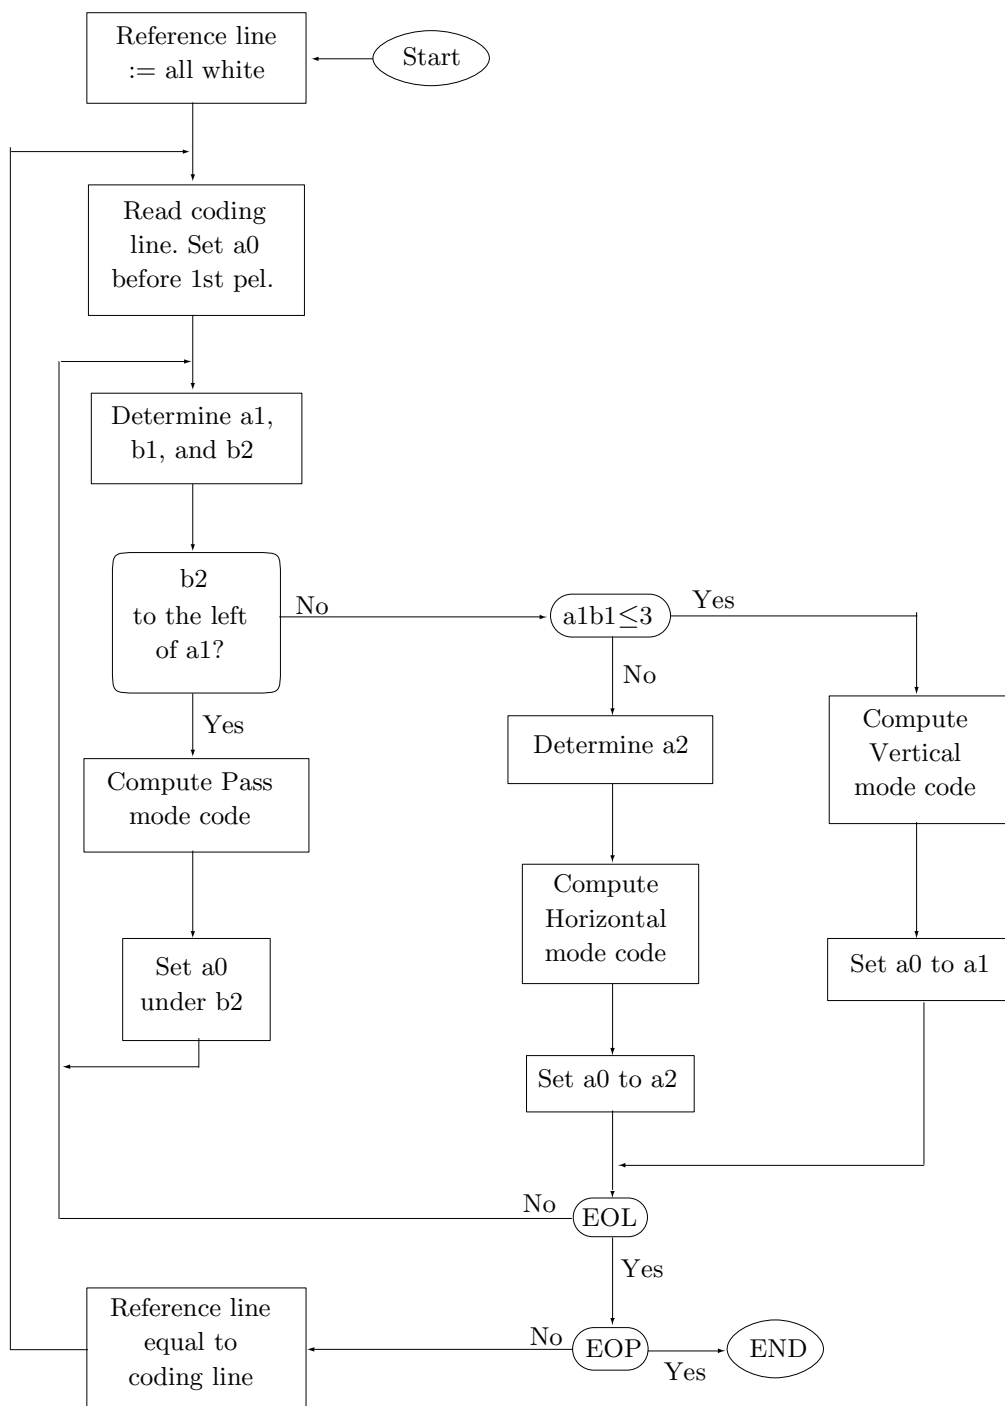 Reference line
:= all white
Start
Read coding
line. Set a0
before 1st pel.
Determine a1,
b1, and b2
b2
to the left
of a1?
No
a1b1≤3
Yes
No
Yes
Compute Pass
mode code
Determine a2
Compute
Vertical
mode code
Compute
Horizontal
mode code
Set a0
under b2
Set a0 to a1
Set a0 to a2
No
EOL
Yes
Reference line
equal to
coding line
No
EOP
Yes
END